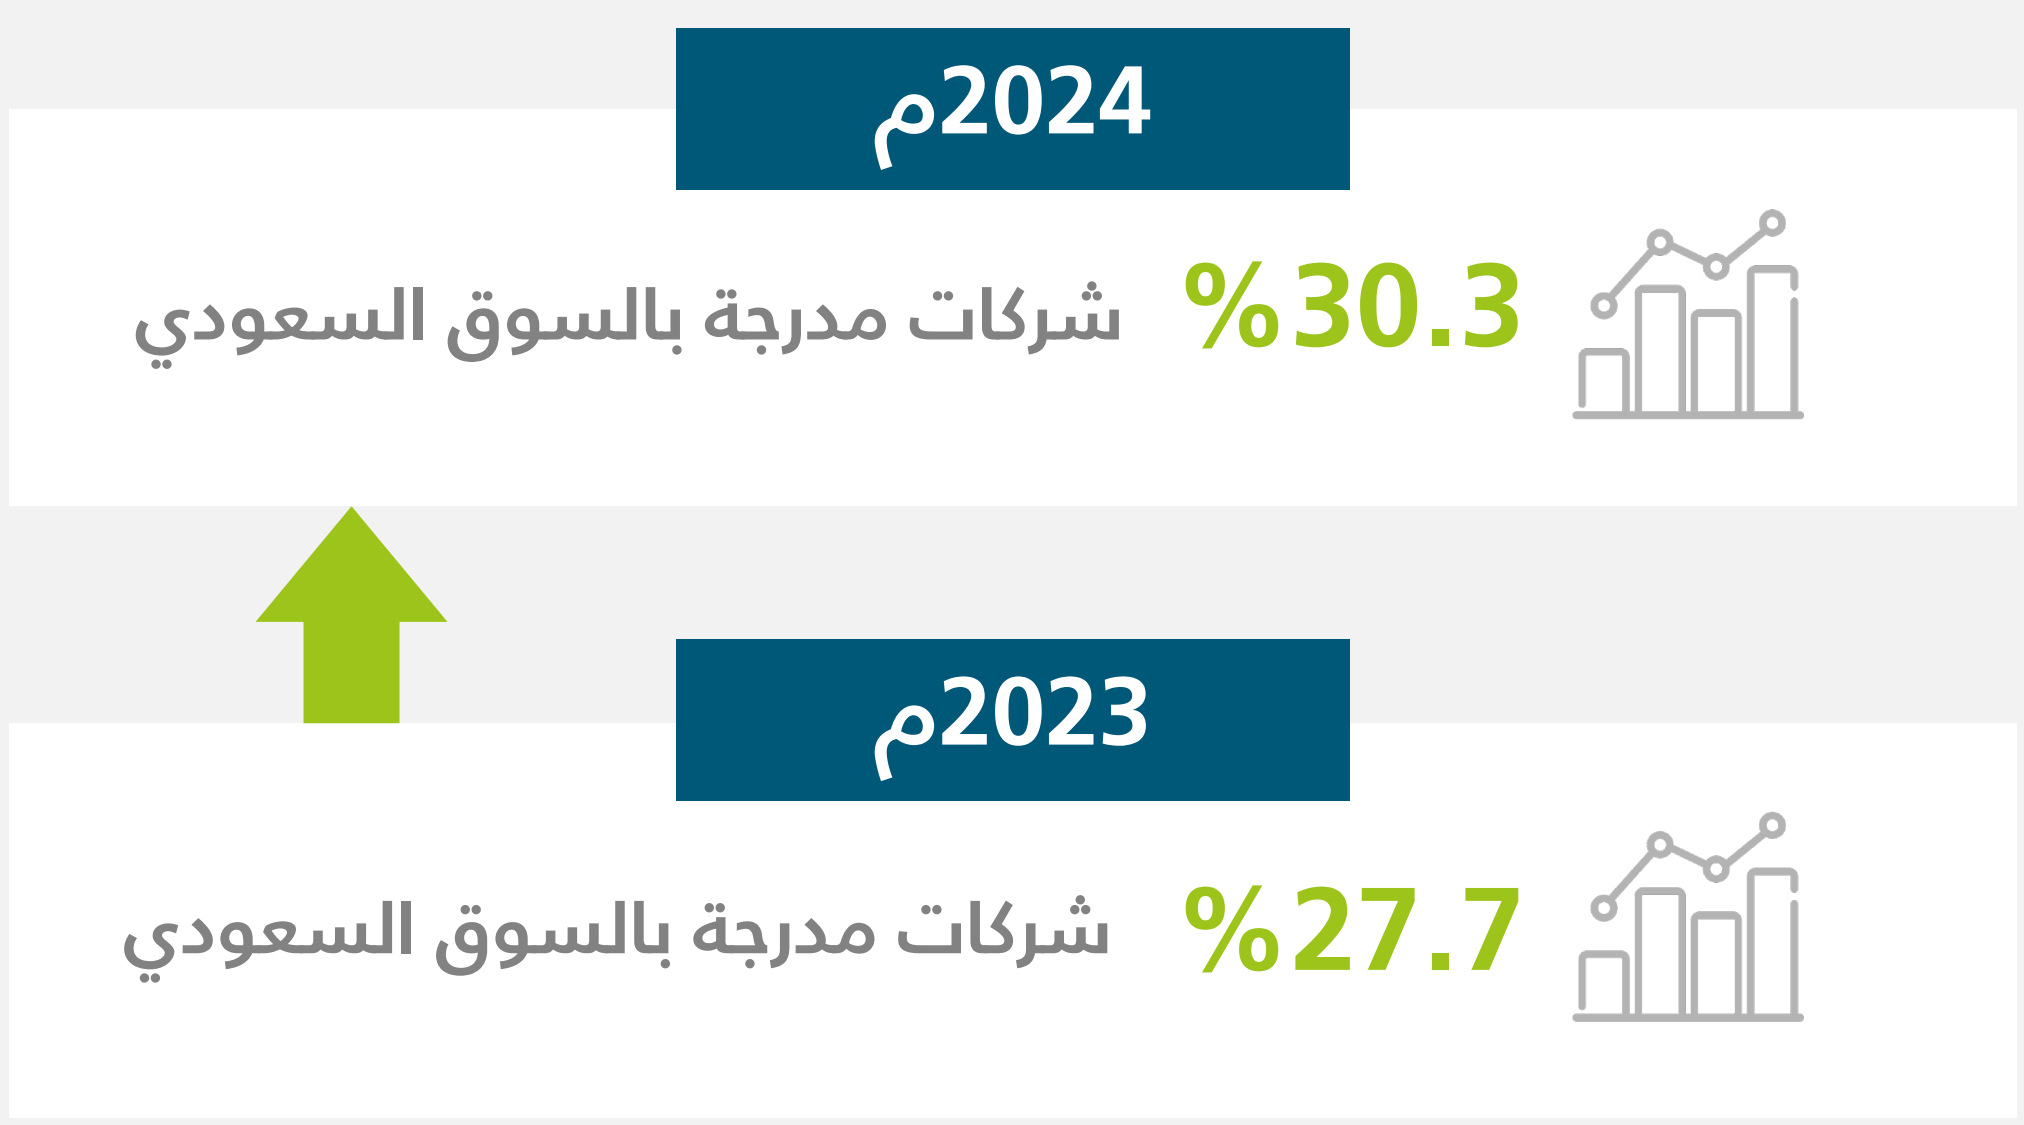 2024م
%30.3 شركات مدرجة بالسوق السعودي
2023م
%27.7 شركات مدرجة بالسوق السعودي